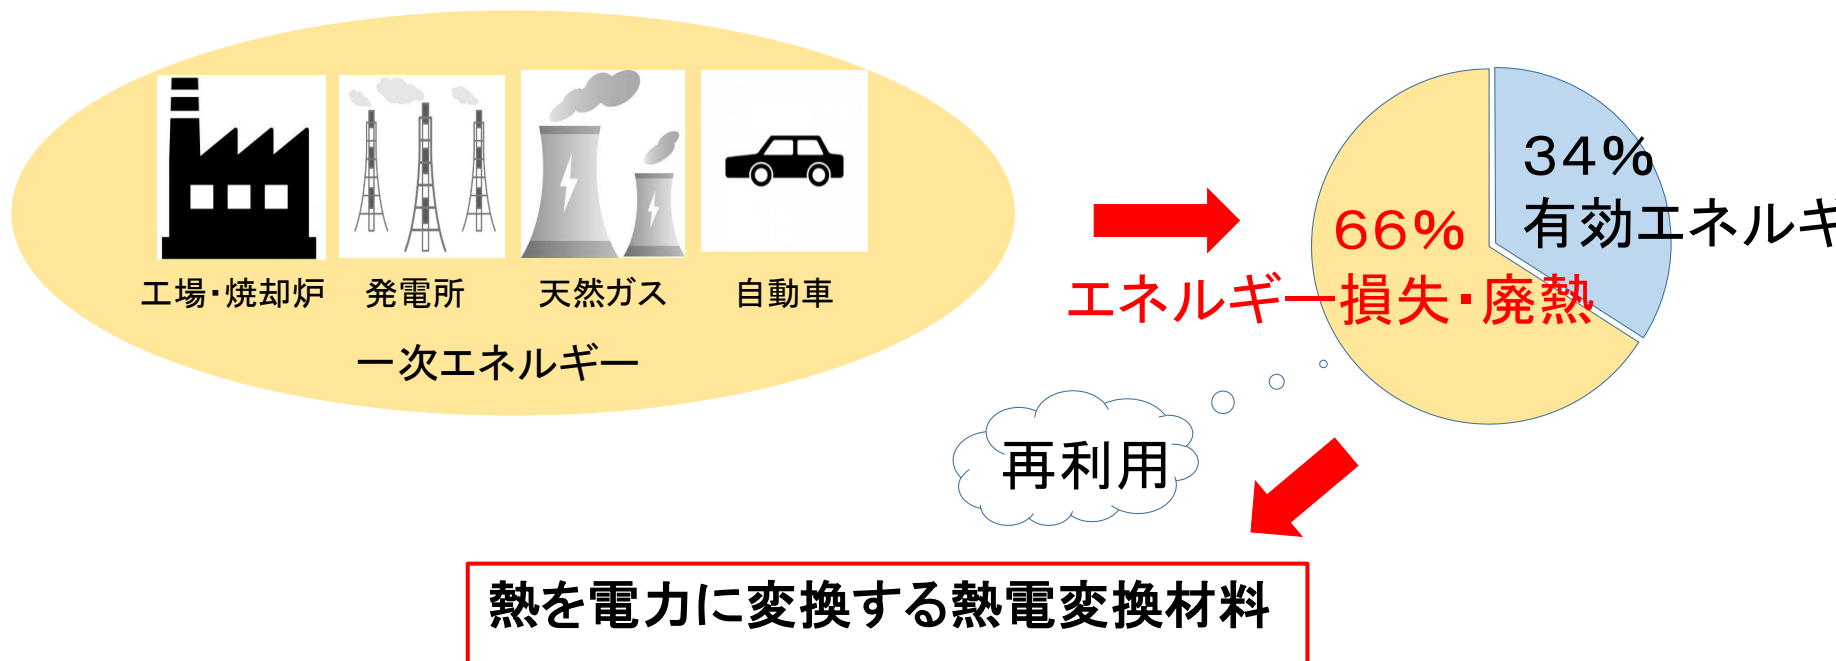 工場・焼却炉
発電所
天然ガス
自動車
一次エネルギー
34%
有効エネルギ
66%
エネルギー損失・廃熱
再利用
熱を電力に変換する熱電変換材料